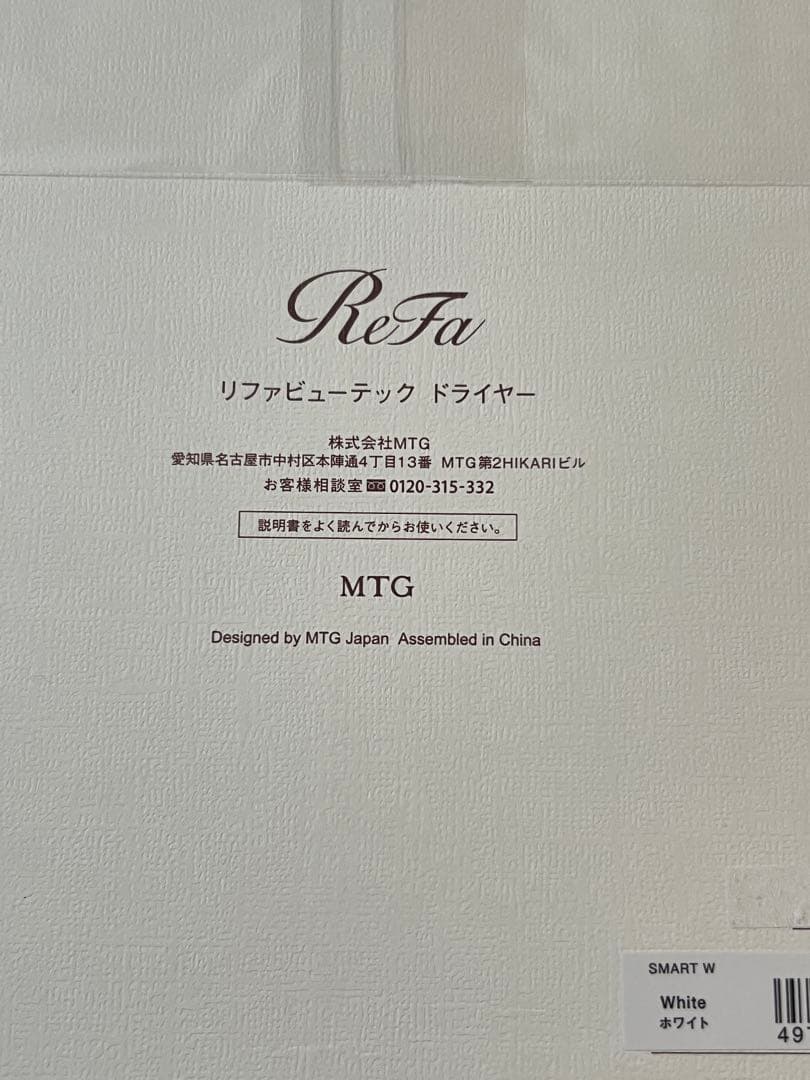 ReFa
リファビューテック ドライヤー
株式会社MTG
愛知県名古屋市中村区本陣通4丁目13番 MTG第2HIKARIビル
お客様相談室 0120-315-332
説明書をよく読んでからお使いください。
MTG
Designed by MTG Japan Assembled in China
SMART W
White
ホワイト
49